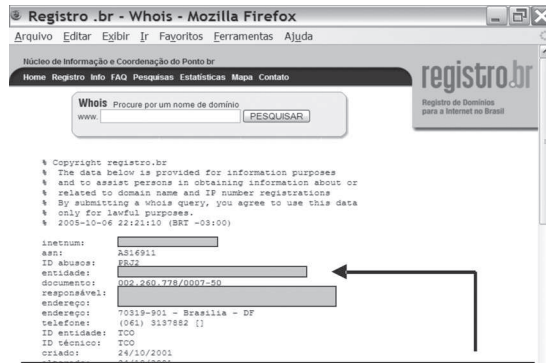 Registro .br - Whois - Mozilla Firefox
Arquivo Editar Exibir Ir Favoritos Ferramentas Ajuda
Núcleo de Informação e Coordenação do Ponto br
Home Registro Info FAQ Pesquisas Estatísticas Mapa Contato
registro.br
Registro de Domínios
para a Internet no Brasil
Whois Procure por um nome de domínio
www. PESQUISAR
% Copyright registro.br
% The data below is provided for information purposes
% and to assist persons in obtaining information about or
% related to domain name and IP number registrations
% By submitting a whois query, you agree to use this data
% only for lawful purposes.
% 2005-10-06 22:21:10 (BRT -03:00)
inetnum:
asn: AS16911
ID abusos: PRJ2
entidade:
documento: 002.260.778/0007-50
responsável:
endereço:
endereço: 70319-901 - Brasília - DF
telefone: (061) 3137882 []
ID entidade: TCO
ID técnico: TCO
criado: 24/10/2001